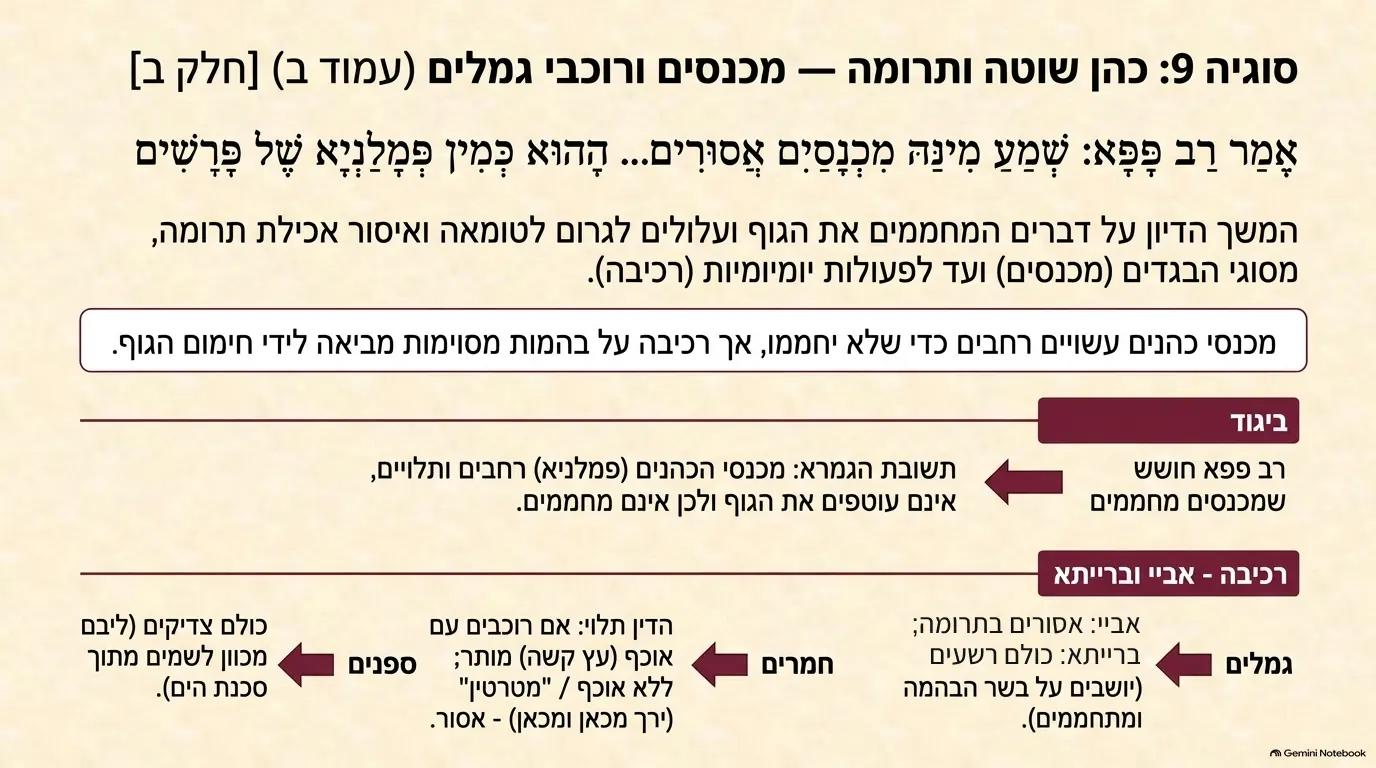 סוגיה 9: כהן שוטה ותרומה — מכנסים ורוכבי גמלים (עמוד ב) [חלק ב]
אֲמַר רַב פָּפָּא: שְׁמַע מִינַּהּ מִכְנָסַיִם אֲסוּרִים... הָהוּא כְּמִין פְּמָלַנְיָא שֶׁל פָּרָשִׁים
המשך הדיון על דברים המחממים את הגוף ועלולים לגרום לטומאה ואיסור אכילת תרומה,
מסוגי הבגדים (מכנסים) ועד לפעולות יומיומיות (רכיבה).
מכנסי כהנים עשויים רחבים כדי שלא יחממו, אך רכיבה על בהמות מסוימות מביאה לידי חימום הגוף.
ביגוד
רב פפא חושש
שמכנסים מחממים
תשובת הגמרא: מכנסי הכהנים (פמלניא) רחבים ותלויים,
אינם עוטפים את הגוף ולכן אינם מחממים.
רכיבה - אביי וברייתא
גמלים
אביי: אסורים בתרומה;
ברייתא: כולם רשעים
(יושבים על בשר הבהמה
ומתחממים).
חמרים
הדין תלוי: אם רוכבים עם
אוכף (עץ קשה) מותר;
ללא אוכף / "מטרטין"
(ירך מכאן ומכאן) - אסור.
ספנים
כולם צדיקים (ליבם
מכוון לשמים מתוך
סכנת הים).
Gemini Notebook